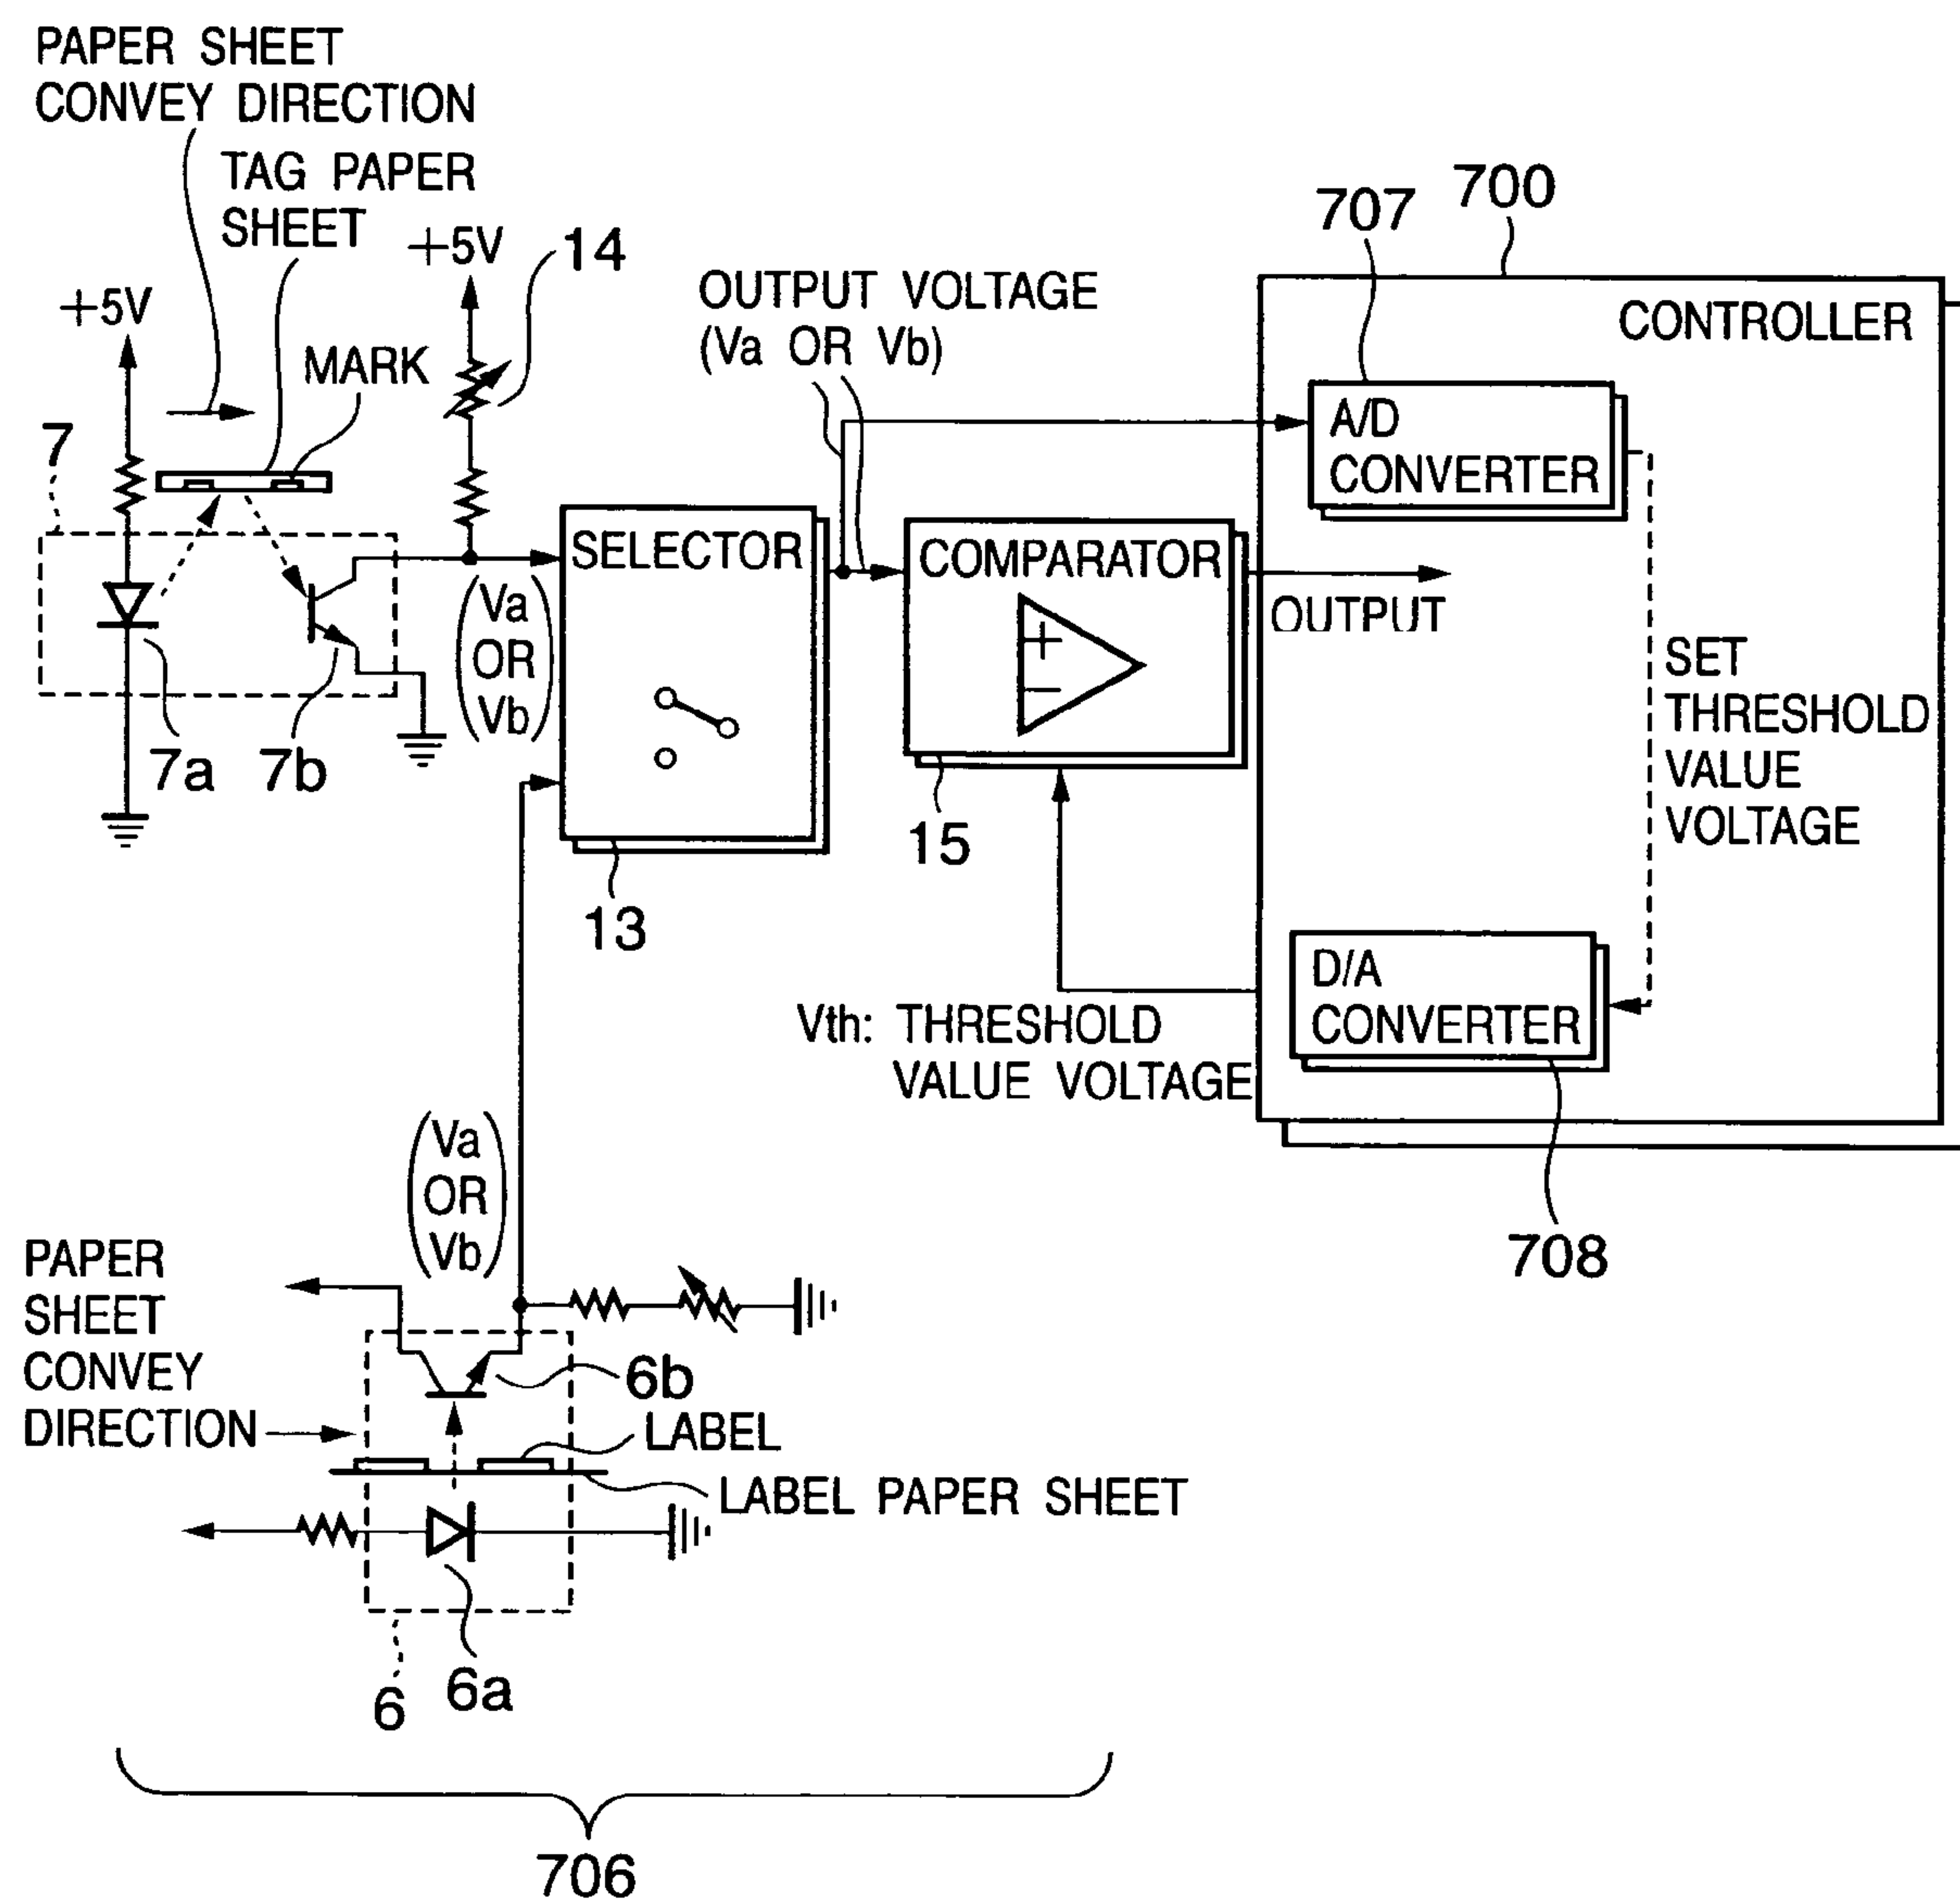 PAPER SHEET
CONVEY DIRECTION
TAG PAPER
SHEET
+5V
14
+5V
MARK
7
7a
7b
(Va
OR
Vb)
SELECTOR
13
OUTPUT VOLTAGE
(Va OR Vb)
COMPARATOR
+
−
15
OUTPUT
707
700
CONTROLLER
A/D
CONVERTER
SET
THRESHOLD
VALUE
VOLTAGE
D/A
CONVERTER
708
Vth: THRESHOLD
VALUE VOLTAGE
(Va
OR
Vb)
PAPER
SHEET
CONVEY
DIRECTION
6b
LABEL
LABEL PAPER SHEET
6a
6
706